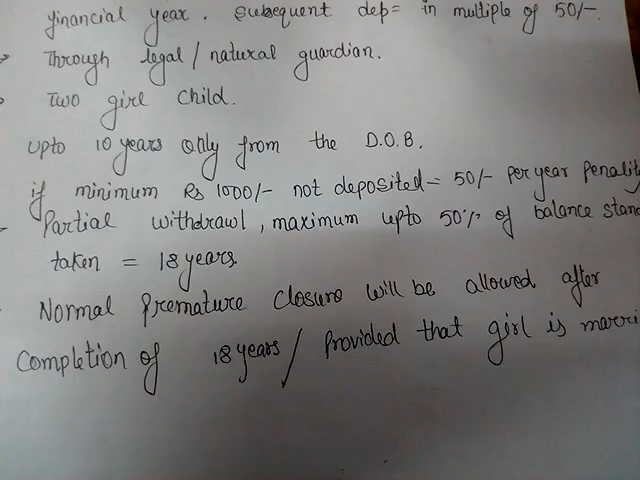 financial year. Subsequent dep= in multiple of 50/-.
Through legal/natural guardian.
Two girl child.
upto 10 years only from the D.O.B.
if minimum Rs 1000/- not deposited = 50/- per year penalit
Partial withdrawl, maximum upto 50% of balance stand
taken = 18 years.
Normal Premature closure will be allowed after
Completion of 18 years/ Provided that girl is marri